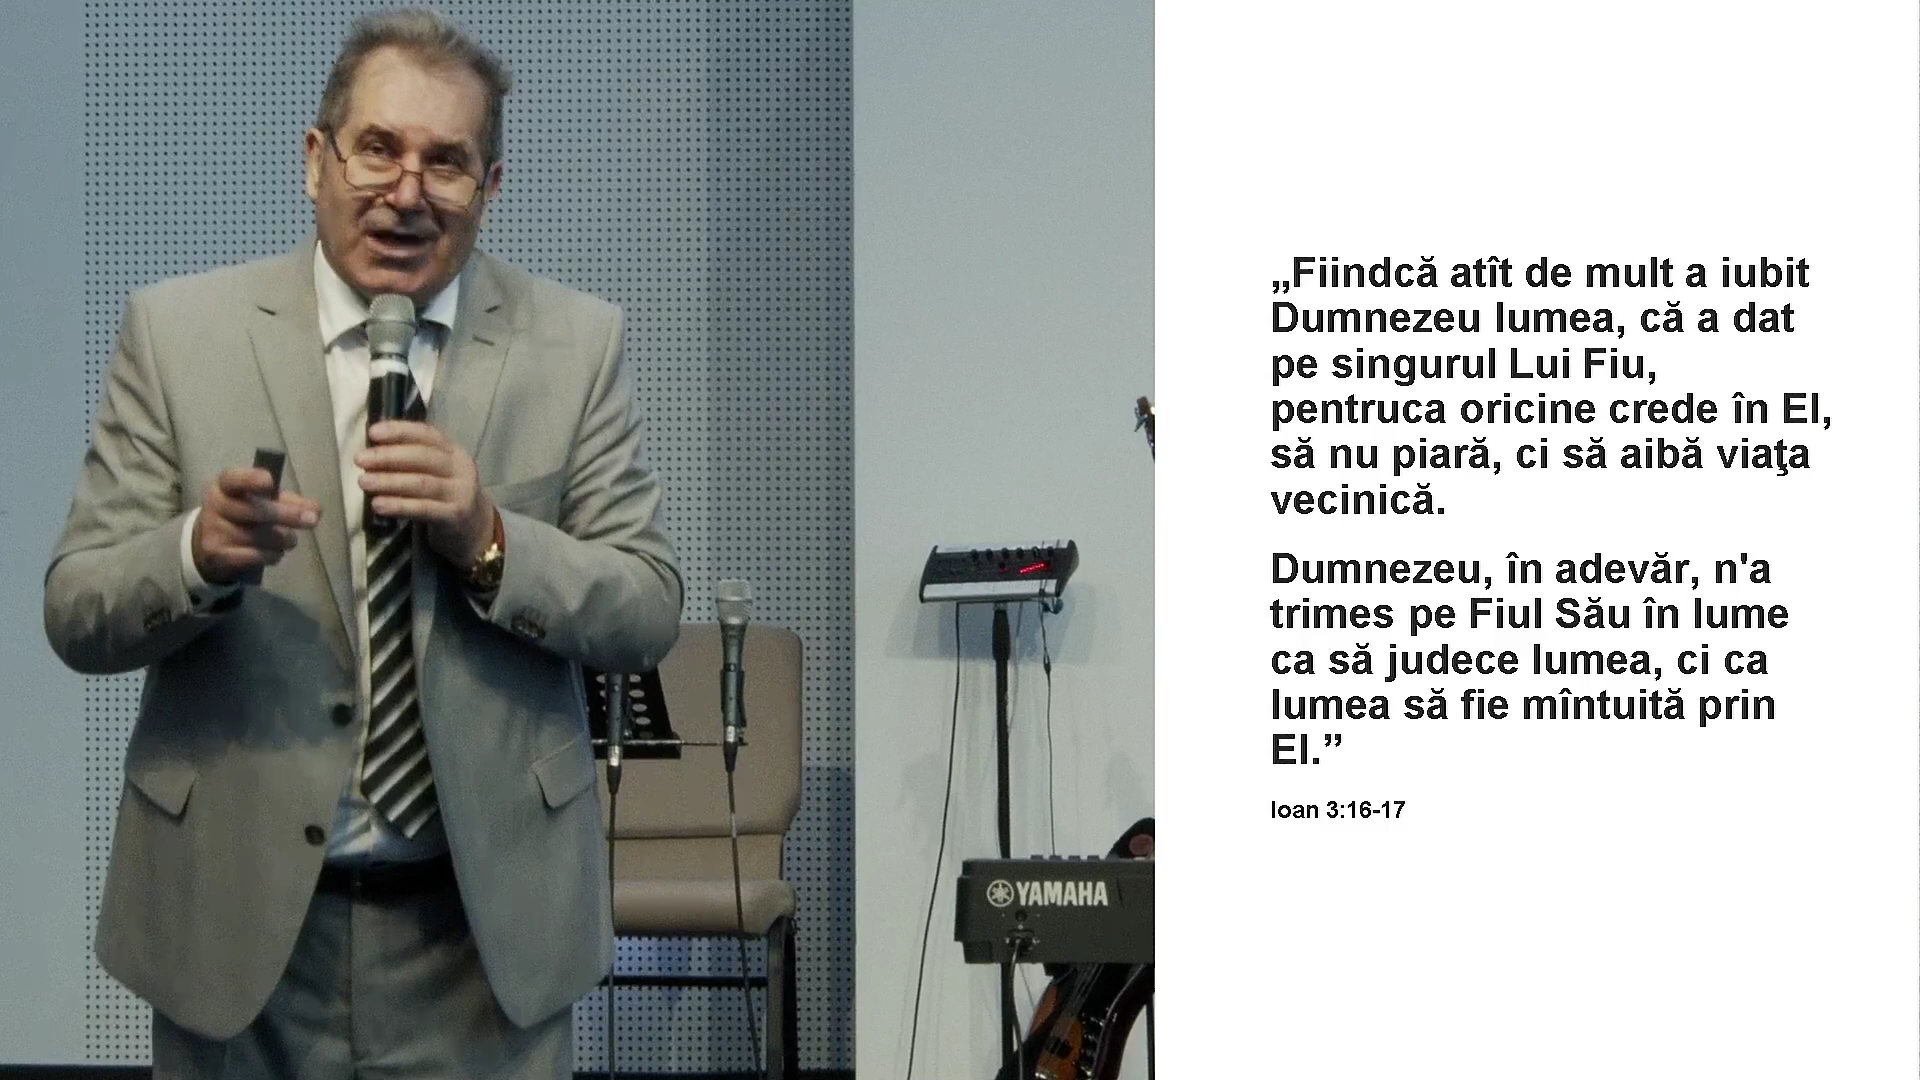 „Fiindcă atît de mult a iubit
Dumnezeu lumea, că a dat
pe singurul Lui Fiu,
pentruca oricine crede în El,
să nu piară, ci să aibă viaţa
vecinică.
Dumnezeu, în adevăr, n'a
trimes pe Fiul Său în lume
ca să judece lumea, ci ca
lumea să fie mîntuită prin
El.”
Ioan 3:16-17
YAMAHA